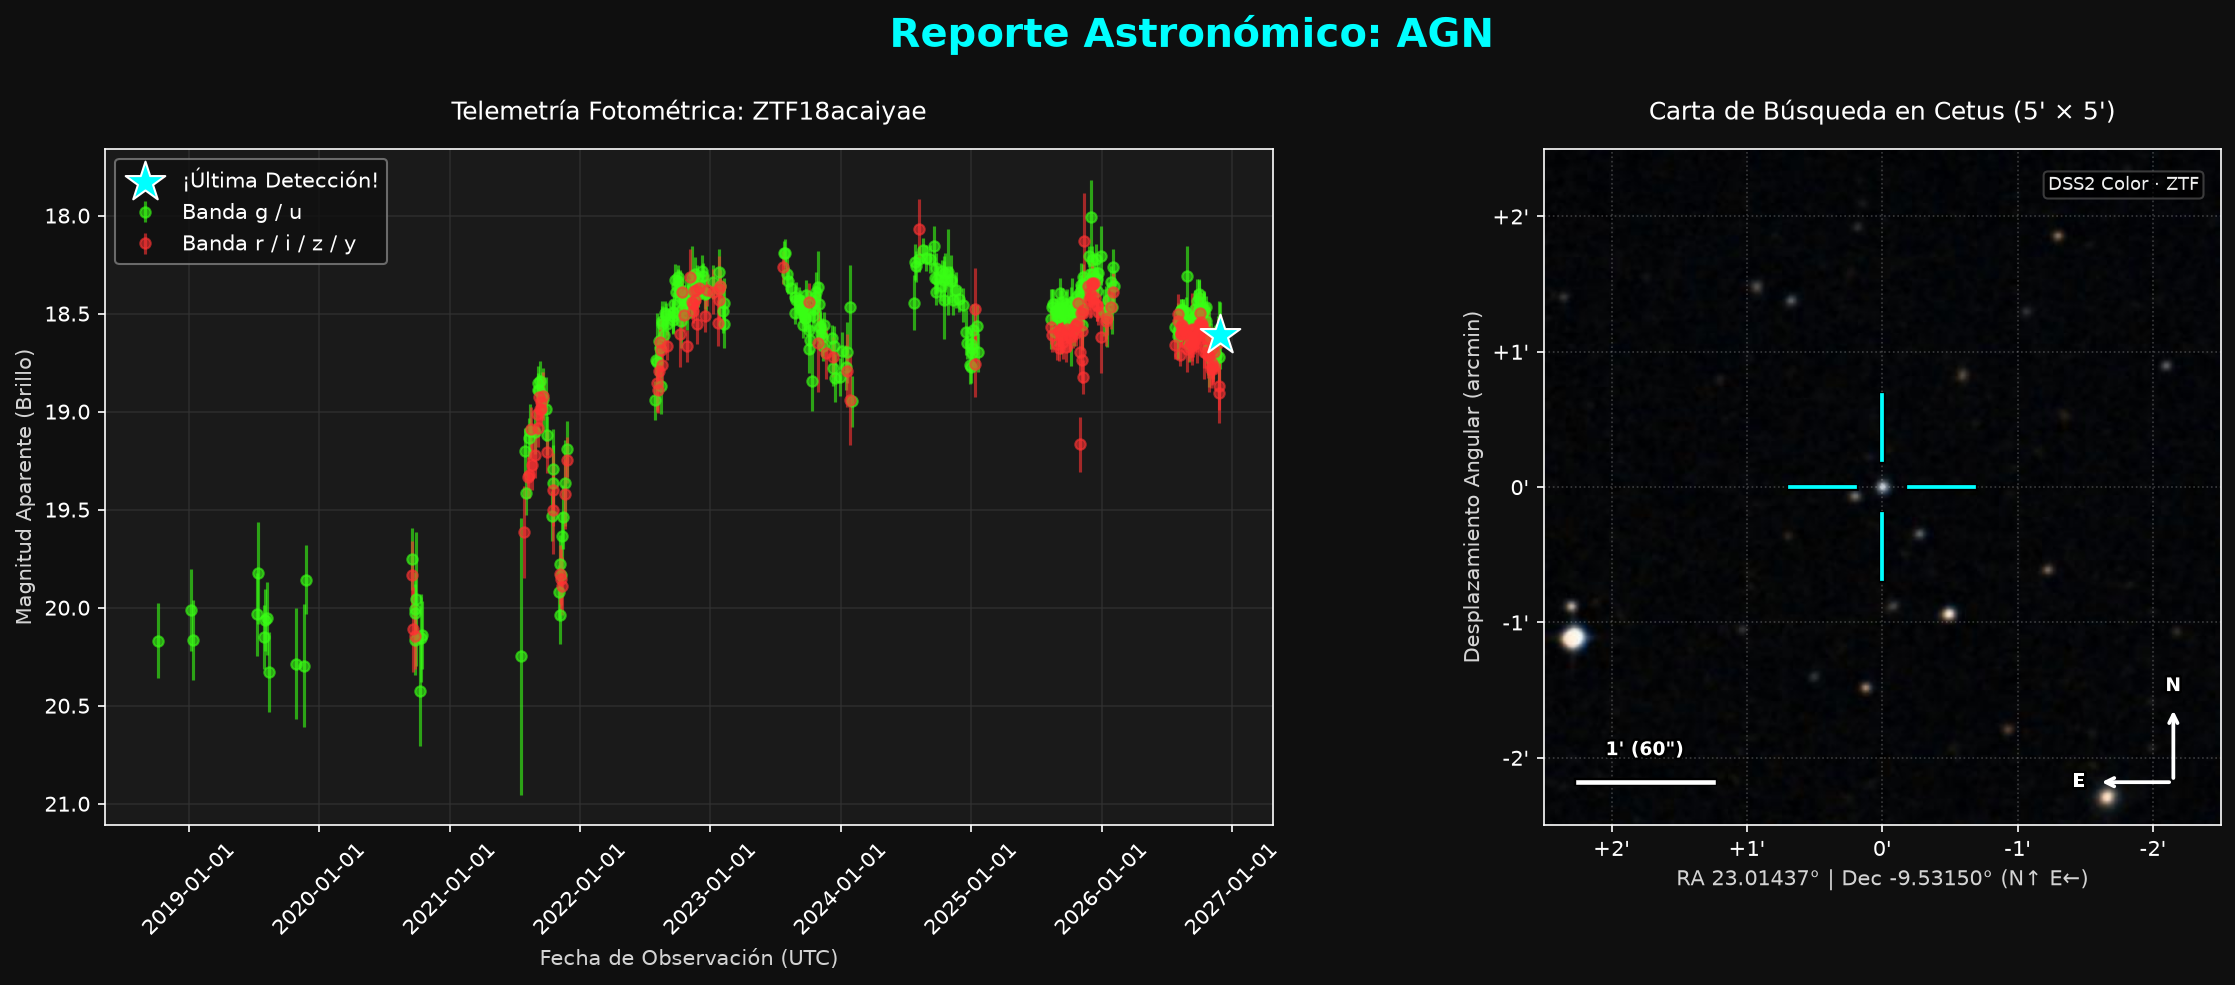 Reporte Astronómico: AGN
Telemetría Fotométrica: ZTF18acaiyae
¡Última Detección!
Banda g / u
Banda r / i / z / y
Magnitud Aparente (Brillo)
18.0
18.5
19.0
19.5
20.0
20.5
21.0
2019-01-01
2020-01-01
2021-01-01
2022-01-01
2023-01-01
2024-01-01
2025-01-01
2026-01-01
2027-01-01
Fecha de Observación (UTC)
Carta de Búsqueda en Cetus (5' × 5')
DSS2 Color · ZTF
Desplazamiento Angular (arcmin)
+2'
+1'
0'
-1'
-2'
N
E
1' (60")
+2'
+1'
0'
-1'
-2'
RA 23.01437° | Dec -9.53150° (N↑ E←)